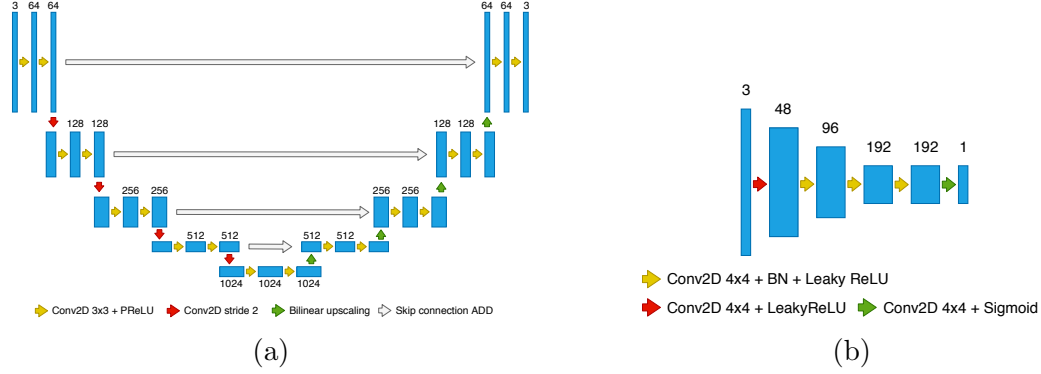 3 64 64
64 64 3
128 128
128 128
256 256
256 256
512 512
512 512
1024 1024 1024
Conv2D 3x3 + PReLU
Conv2D stride 2
Bilinear upscaling
Skip connection ADD
(a)
3
48
96
192
192
1
Conv2D 4x4 + BN + Leaky ReLU
Conv2D 4x4 + LeakyReLU
Conv2D 4x4 + Sigmoid
(b)